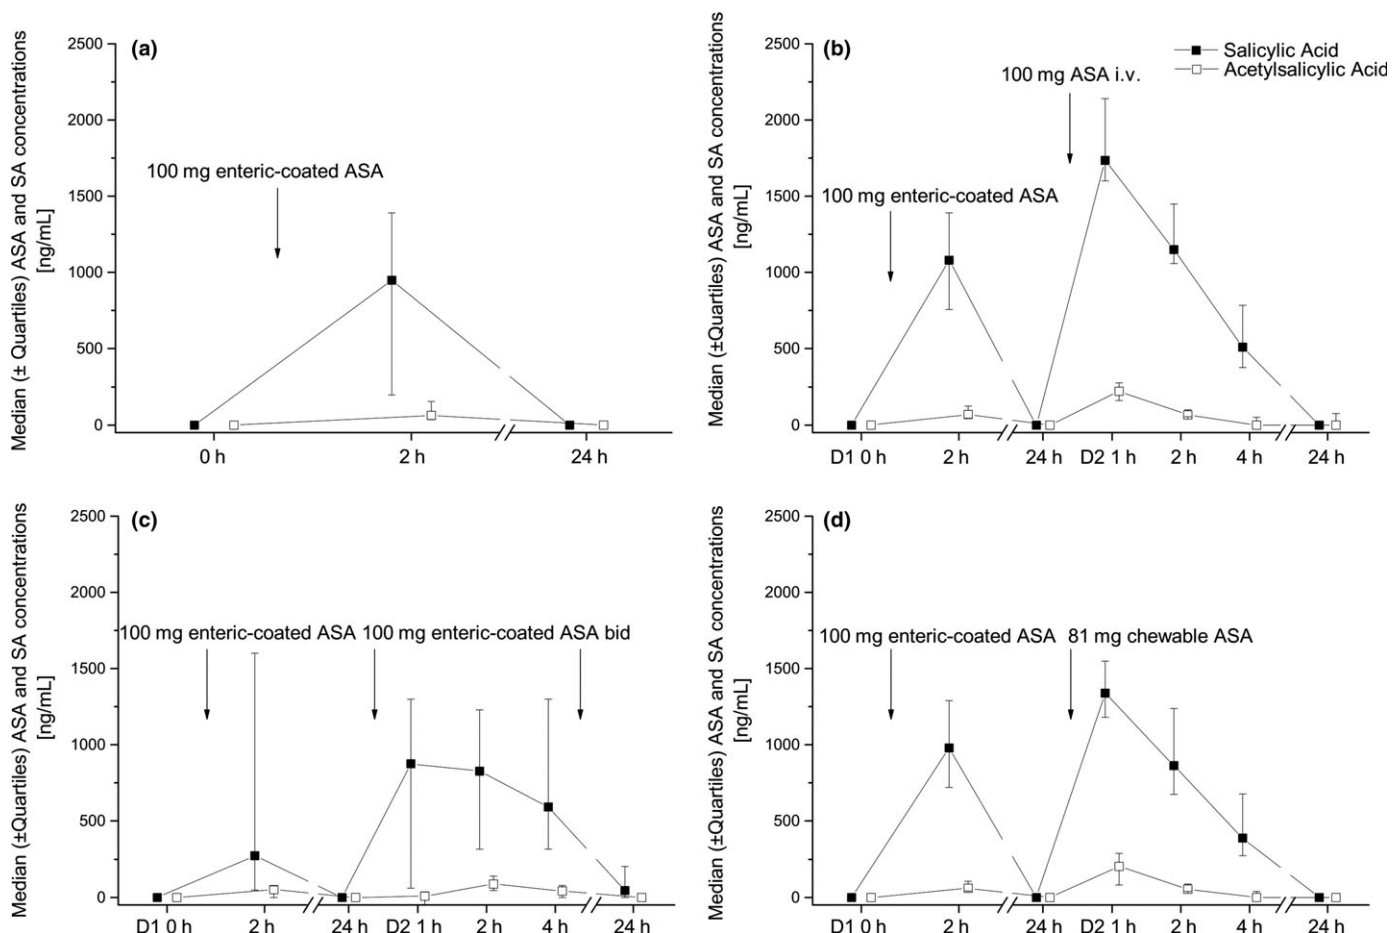 Median (± Quartiles) ASA and SA concentrations
[ng/mL]
(a)
2500
2000
1500
1000
500
0
100 mg enteric-coated ASA
0 h
2 h
24 h
Median (±Quartiles) ASA and SA concentrations
[ng/mL]
(b)
2500
2000
1500
1000
500
0
Salicylic Acid
Acetylsalicylic Acid
100 mg ASA i.v.
100 mg enteric-coated ASA
D1 0 h
2 h
24 h
D2 1 h
2 h
4 h
24 h
Median (±Quartiles) ASA and SA concentrations
[ng/mL]
(c)
2500
2000
1500
1000
500
0
100 mg enteric-coated ASA
100 mg enteric-coated ASA bid
D1 0 h
2 h
24 h
D2 1 h
2 h
4 h
24 h
Median (±Quartiles) ASA and SA concentrations
[ng/mL]
(d)
2500
2000
1500
1000
500
0
100 mg enteric-coated ASA
81 mg chewable ASA
D1 0 h
2 h
24 h
D2 1 h
2 h
4 h
24 h